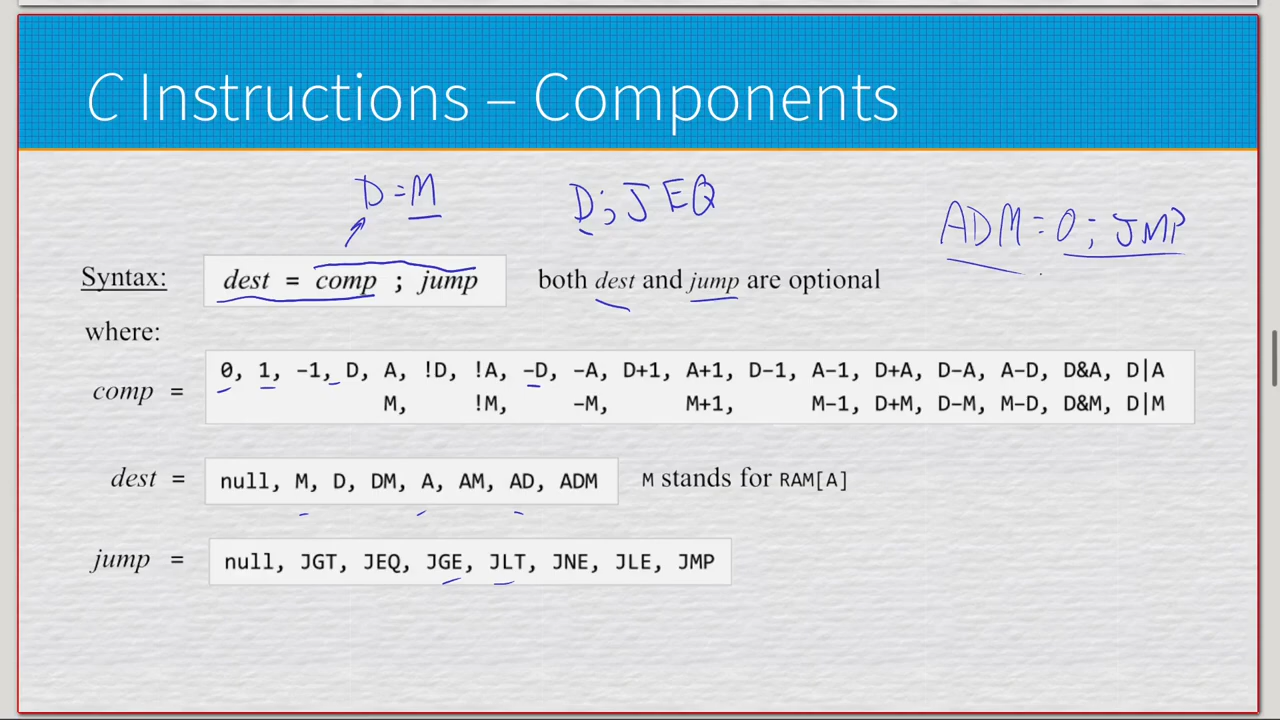 C Instructions – Components
D=M D;JEQ ADM=0;JMP
Syntax: dest = comp ; jump both dest and jump are optional
where:
comp = 0, 1, -1, D, A, !D, !A, -D, -A, D+1, A+1, D-1, A-1, D+A, D-A, A-D, D&A, D|A
M, !M, -M, M+1, M-1, D+M, D-M, M-D, D&M, D|M
dest = null, M, D, DM, A, AM, AD, ADM M stands for RAM[A]
jump = null, JGT, JEQ, JGE, JLT, JNE, JLE, JMP